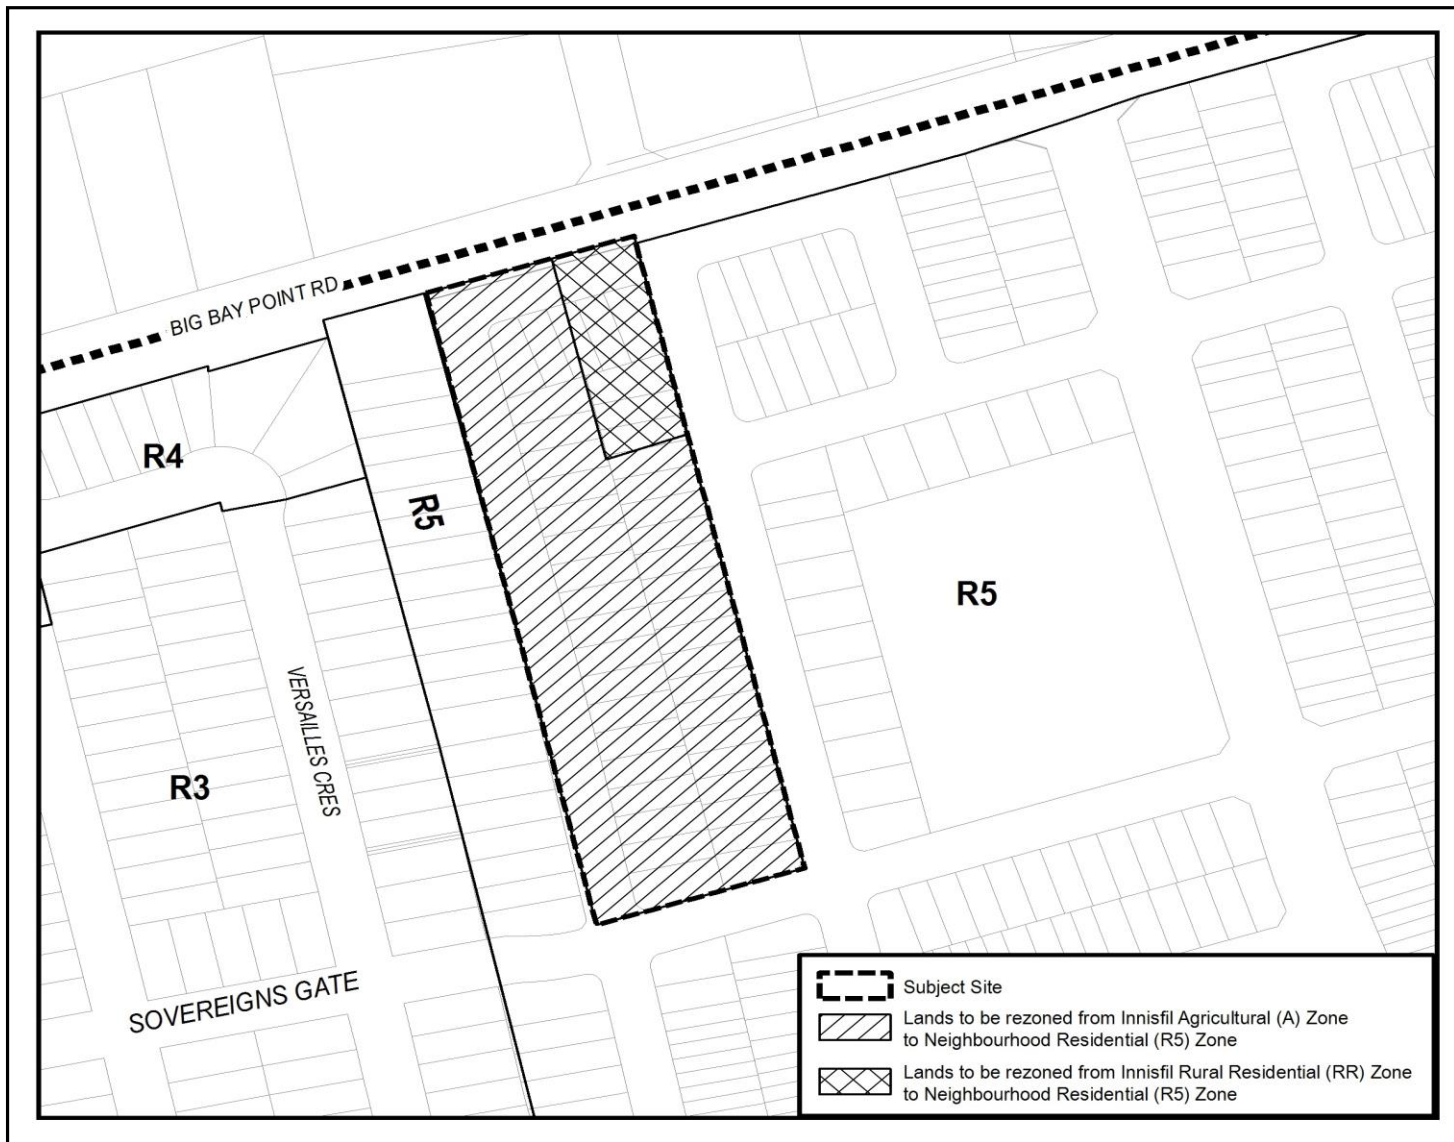 BIG BAY POINT RD
R4
R5
R5
VERSAILLES CRES
R3
SOVEREIGNS GATE
Subject Site
Lands to be rezoned from Innisfil Agricultural (A) Zone
to Neighbourhood Residential (R5) Zone
Lands to be rezoned from Innisfil Rural Residential (RR) Zone
to Neighbourhood Residential (R5) Zone